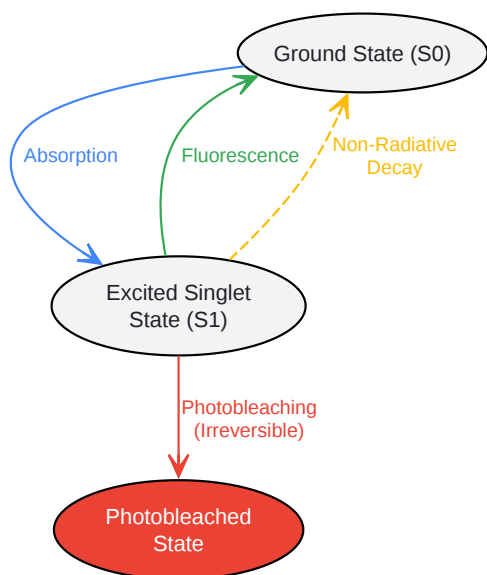 Ground State (S0)
Absorption
Fluorescence
Non-Radiative
Decay
Excited Singlet
State (S1)
Photobleaching
(Irreversible)
Photobleached
State